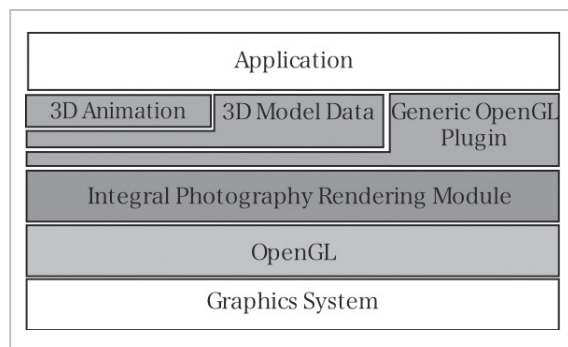 Application
3D Animation
3D Model Data
Generic OpenGL
Plugin
Integral Photography Rendering Module
OpenGL
Graphics System